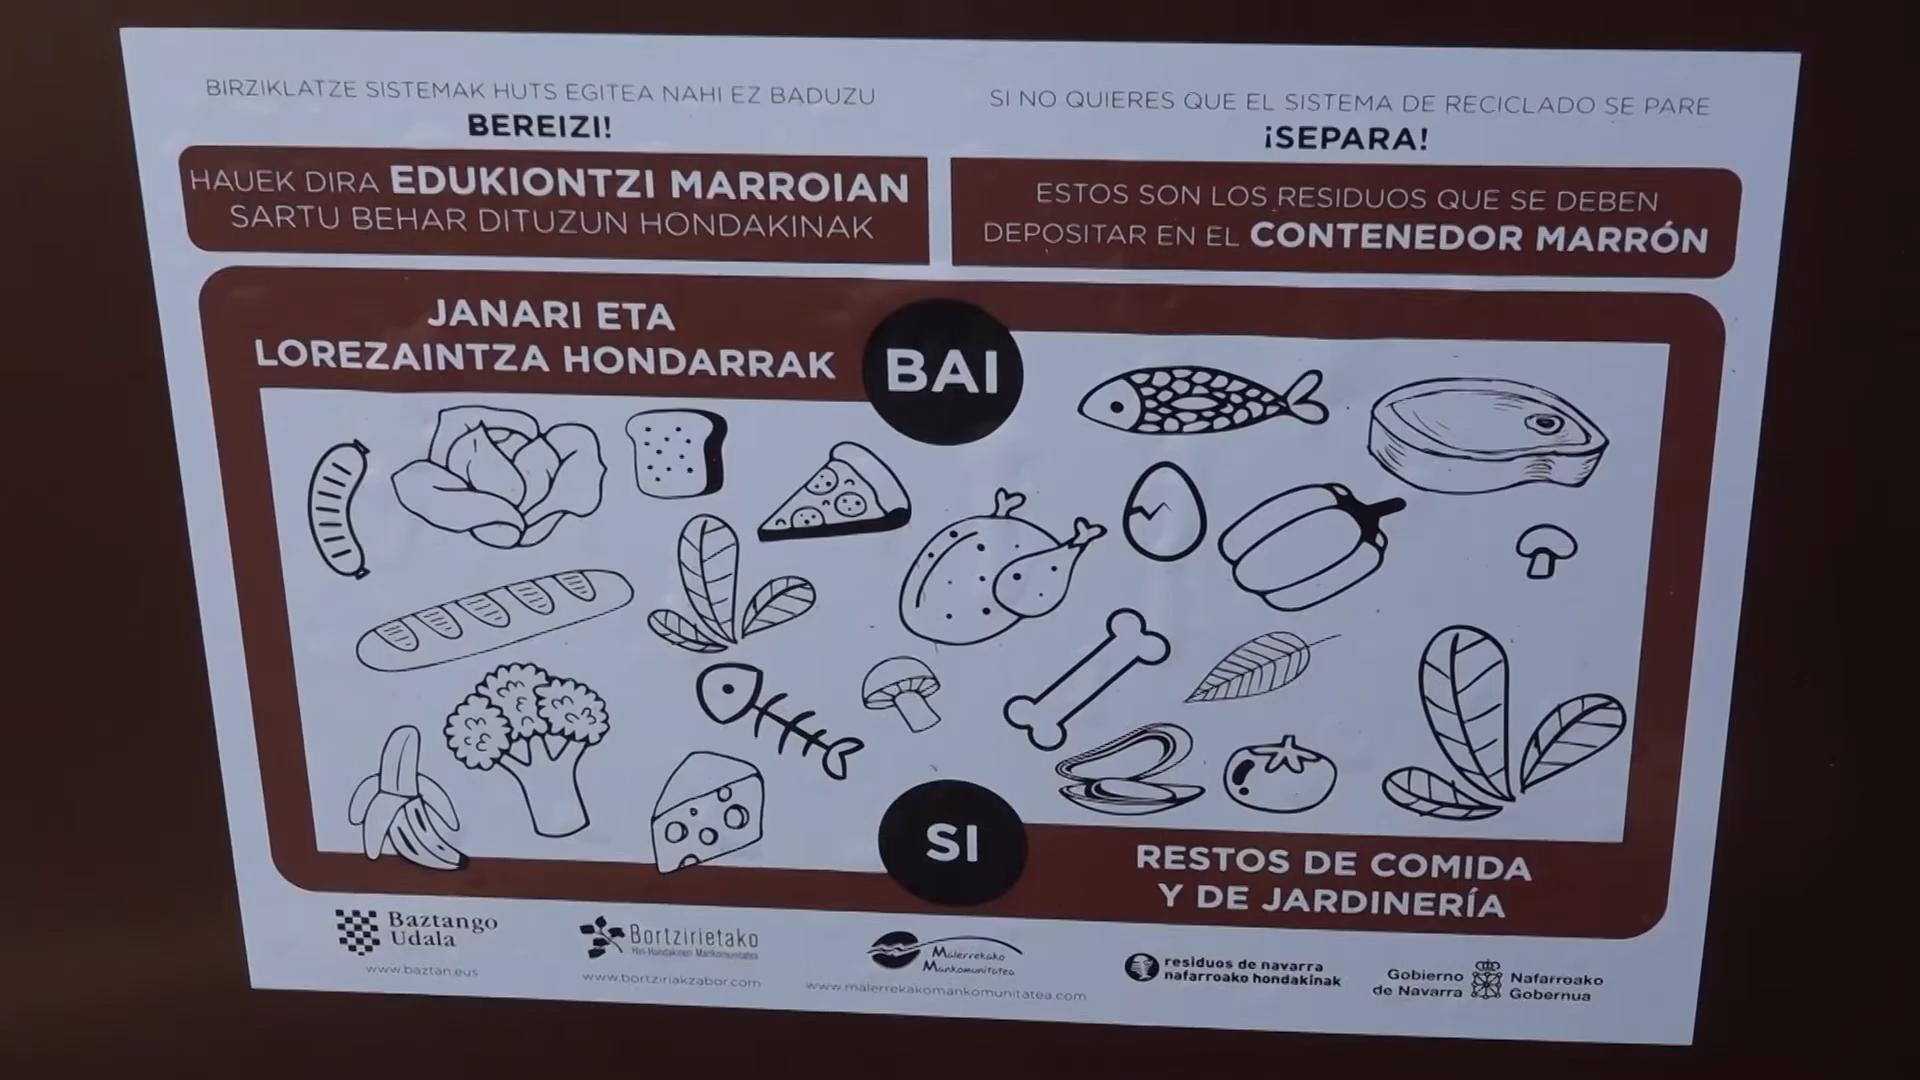 BIRZIKLATZE SISTEMAK HUTS EGITEA NAHI EZ BADUZU
BEREIZI!
HAUEK DIRA EDUKIONTZI MARROIAN
SARTU BEHAR DITUZUN HONDAKINAK
SI NO QUIERES QUE EL SISTEMA DE RECICLADO SE PARE
¡SEPARA!
ESTOS SON LOS RESIDUOS QUE SE DEBEN
DEPOSITAR EN EL CONTENEDOR MARRÓN
JANARI ETA
LOREZAINTZA HONDARRAK
BAI
SI
RESTOS DE COMIDA
Y DE JARDINERÍA
Baztango
Udala
www.baztan.eus
Bortzirietako
Hiri-Hondakinen Mankomunitatea
www.bortziriakzabor.com
Malerrekako
Mankomunitatea
www.malerrekakomankomunitatea.com
residuos de navarra
nafarroako hondakinak
Gobierno
de Navarra
Nafarroako
Gobernua